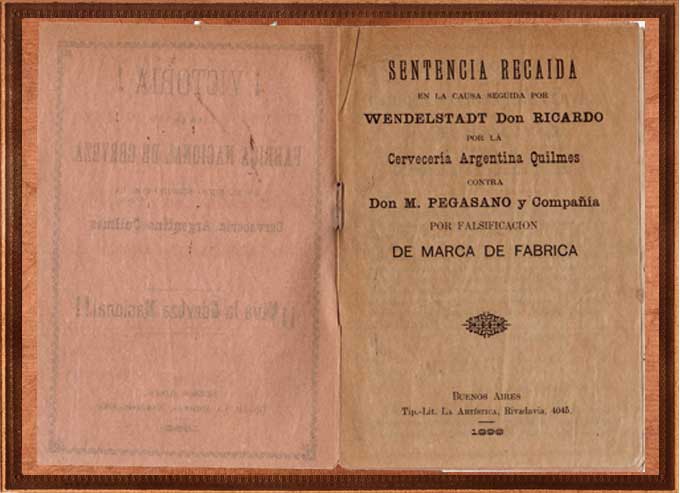 ¡ VICTORIA !
FABRICA NACIONAL DE CERVEZA
Cervecería Argentina Quilmes
¡¡Viva la Cerveza Nacional!!
SENTENCIA RECAIDA
EN LA CAUSA SEGUIDA POR
WENDELSTADT Don RICARDO
POR LA
Cervecería Argentina Quilmes
CONTRA
Don M. PEGASANO y Compañía
POR FALSIFICACION
DE MARCA DE FABRICA
BUENOS AIRES
Tip.-Lit. La Artística, Rivadavia, 4045.
1898